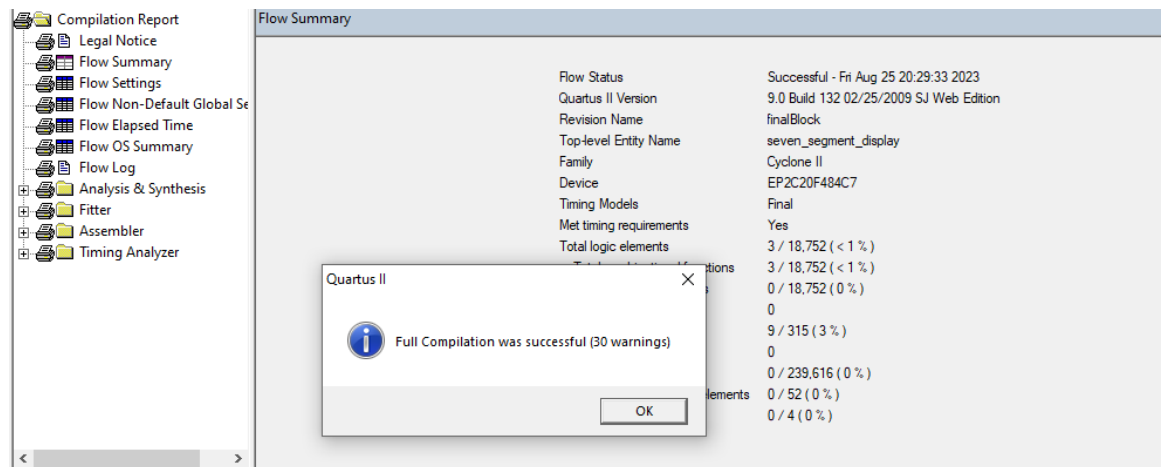 Compilation Report
Legal Notice
Flow Summary
Flow Settings
Flow Non-Default Global Se
Flow Elapsed Time
Flow OS Summary
Flow Log
Analysis & Synthesis
Fitter
Assembler
Timing Analyzer
Flow Summary
Flow Status Successful - Fri Aug 25 20:29:33 2023
Quartus II Version 9.0 Build 132 02/25/2009 SJ Web Edition
Revision Name finalBlock
Top-level Entity Name seven_segment_display
Family Cyclone II
Device EP2C20F484C7
Timing Models Final
Met timing requirements Yes
Total logic elements 3 / 18,752 ( < 1 % )
ctions 3 / 18,752 ( < 1 % )
s 0 / 18,752 ( 0 % )
0
9 / 315 ( 3 % )
0
0 / 239,616 ( 0 % )
lements 0 / 52 ( 0 % )
0 / 4 ( 0 % )
Quartus II
Full Compilation was successful (30 warnings)
OK